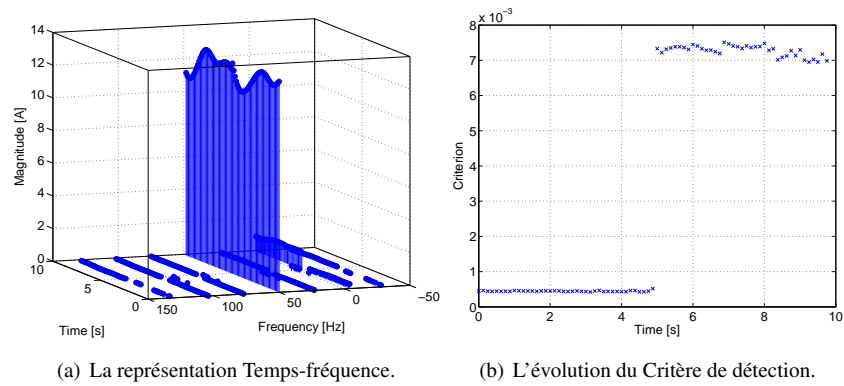 14
12
10
8
6
4
2
0
Magnitude [A]
10
5
0
Time [s]
150
100
50
0
−50
Frequency [Hz]
x 10⁻³
8
7
6
5
4
3
2
1
0
Criterion
0 2 4 6 8 10
Time [s]
(a) La représentation Temps-fréquence.
(b) L'évolution du Critère de détection.